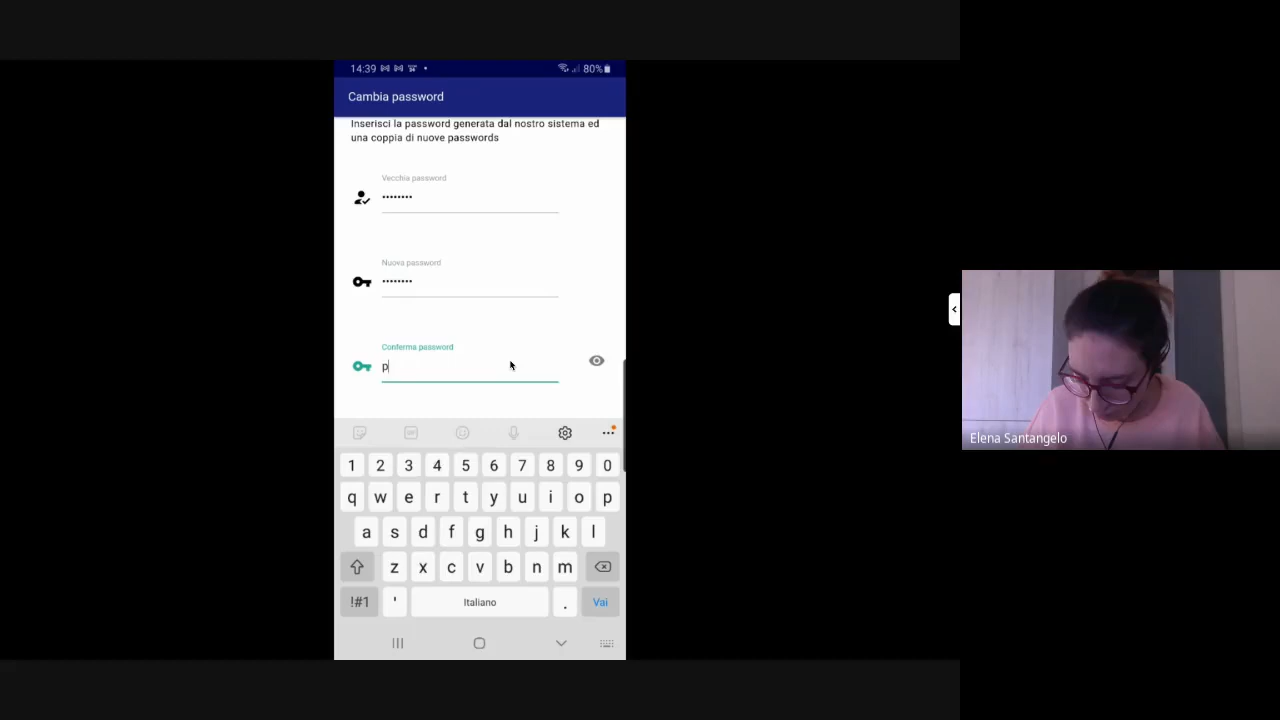 14:39
80%
Cambia password
Inserisci la password generata dal nostro sistema ed
una coppia di nuove passwords
Vecchia password
••••••••
Nuova password
••••••••
Conferma password
p
GIF
1 2 3 4 5 6 7 8 9 0
q w e r t y u i o p
a s d f g h j k l
z x c v b n m
!#1 ' Italiano . Vai
Elena Santangelo